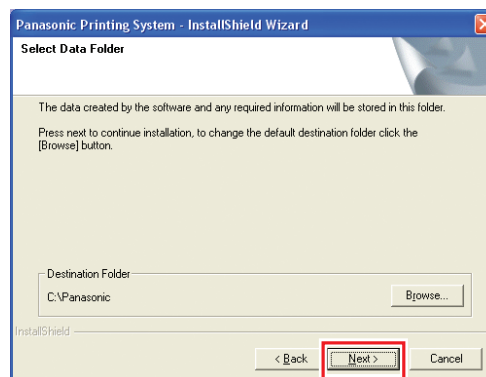 Panasonic Printing System - InstallShield Wizard
Select Data Folder
The data created by the software and any required information will be stored in this folder.
Press next to continue installation, to change the default destination folder click the
[Browse] button.
Destination Folder
C:\Panasonic
Browse...
InstallShield
< Back
Next >
Cancel